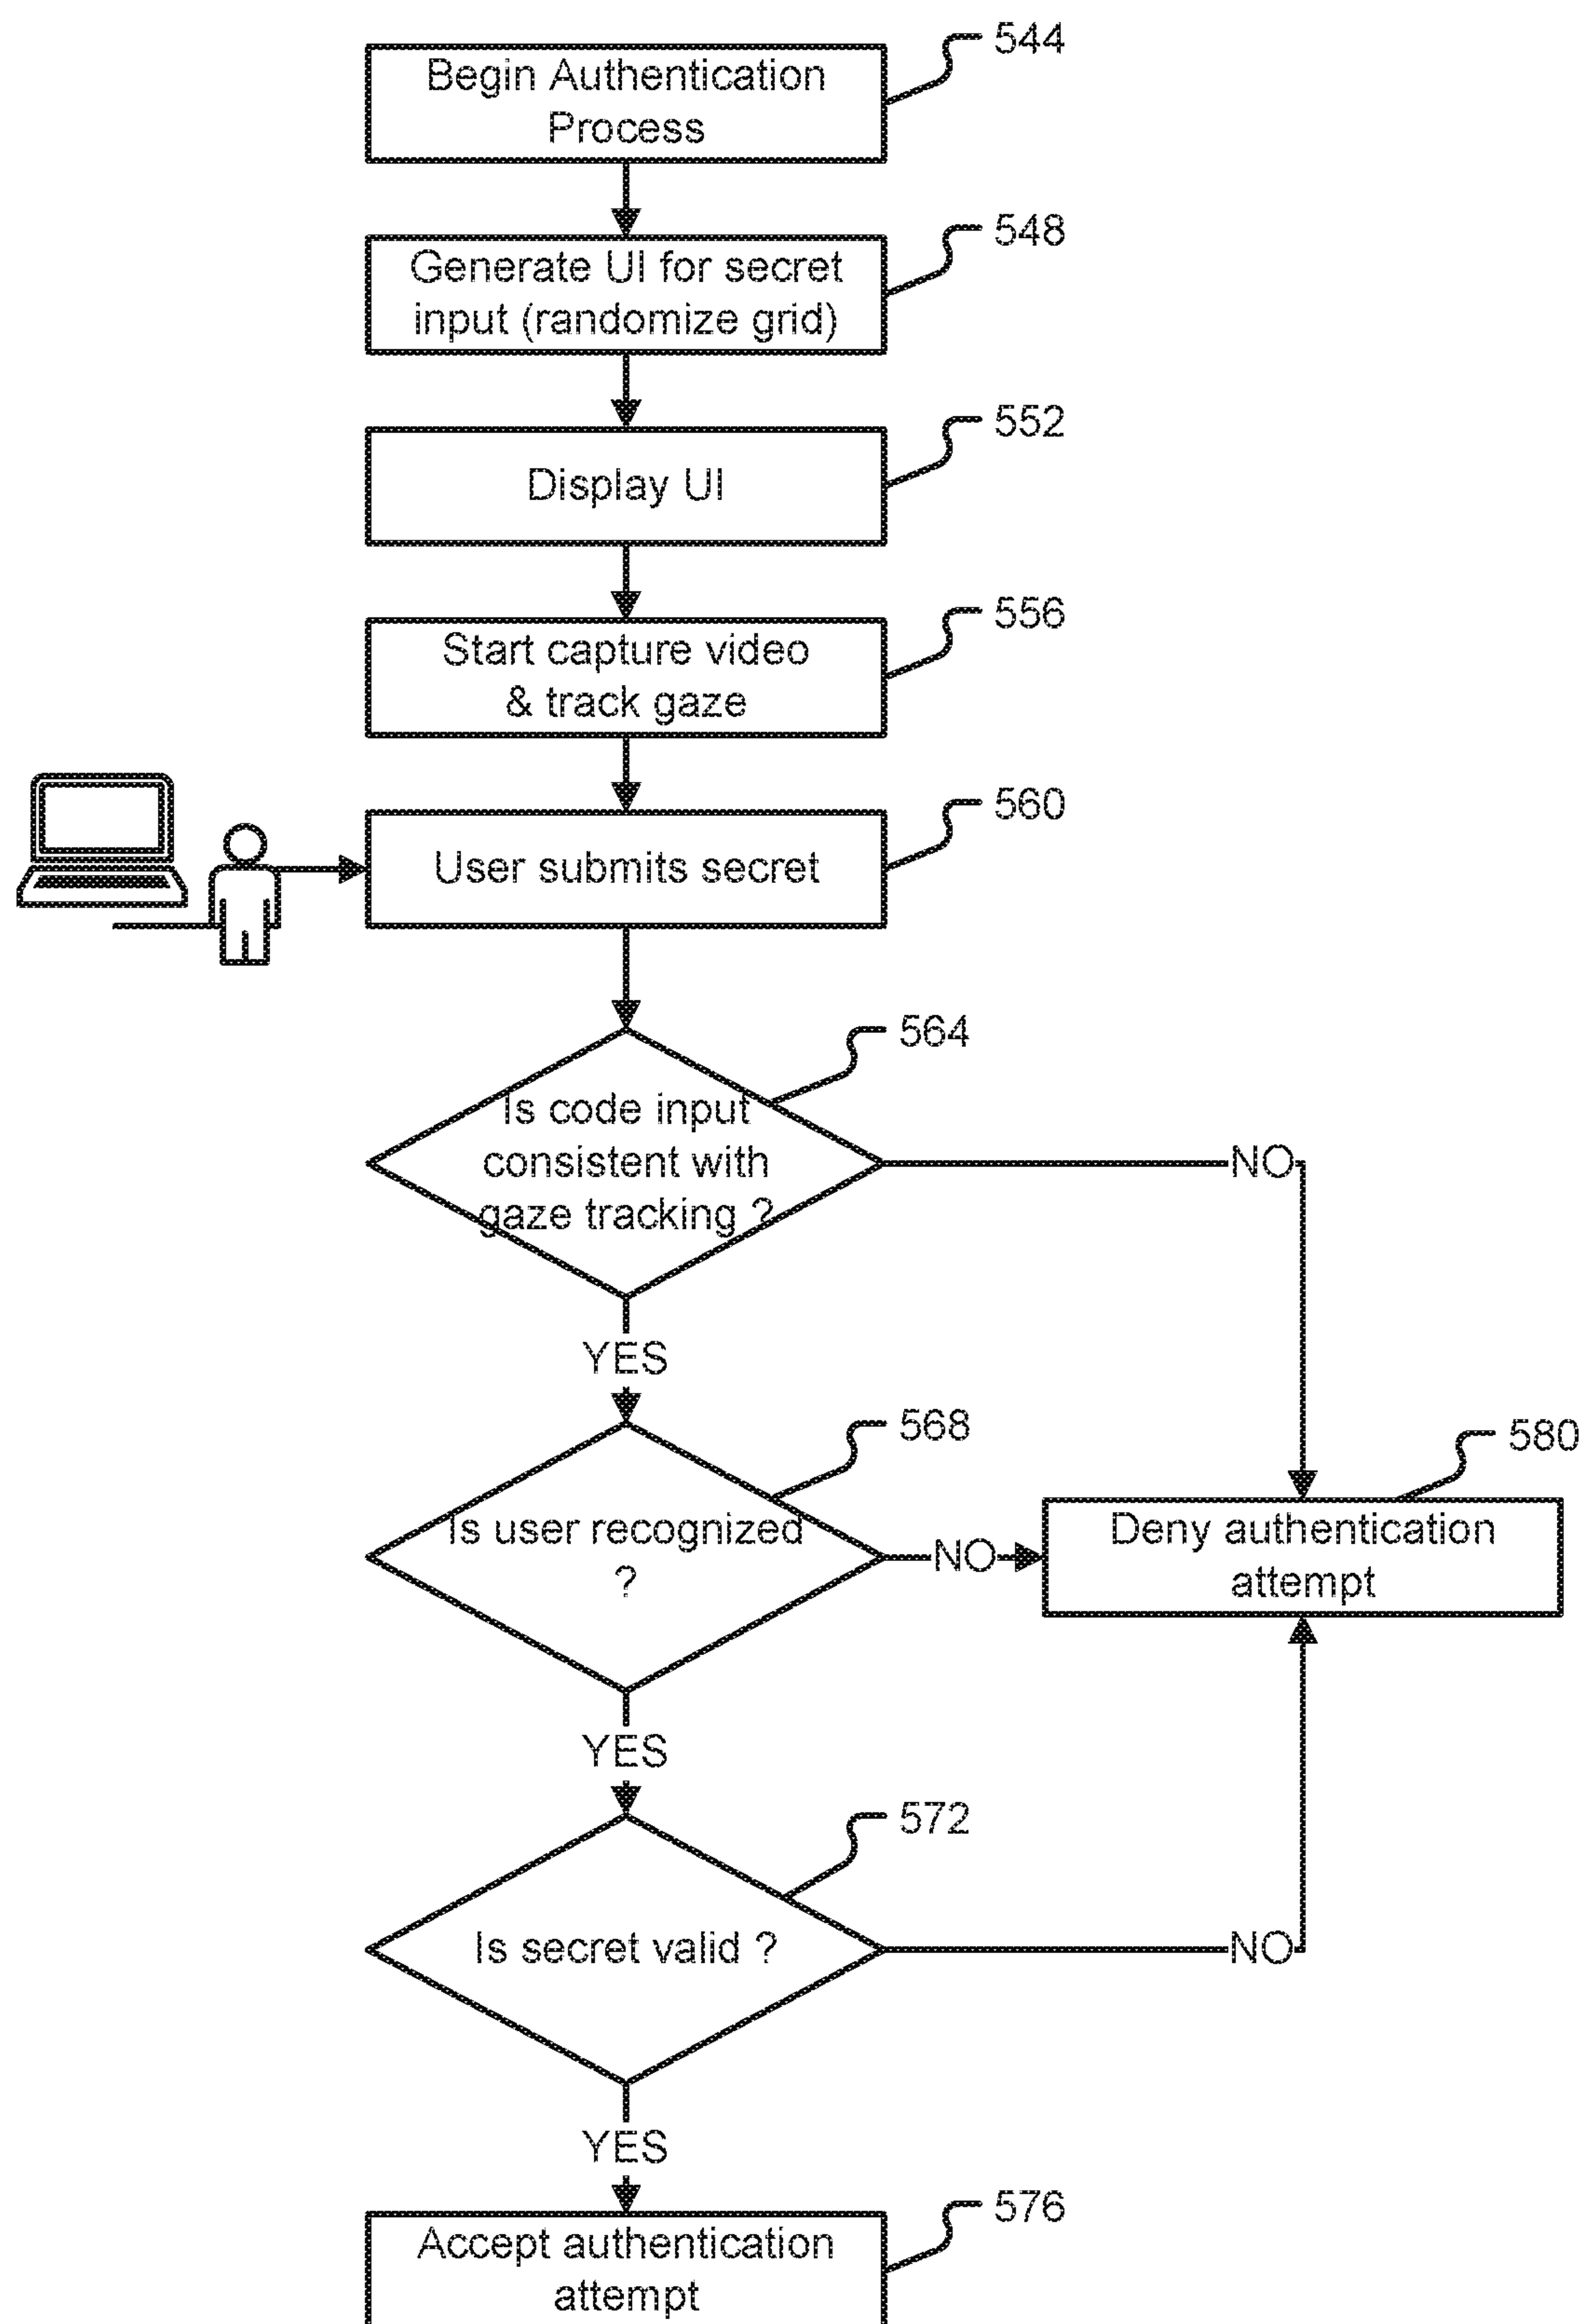 544
Begin Authentication
Process
548
Generate UI for secret
input (randomize grid)
552
Display UI
556
Start capture video
& track gaze
560
User submits secret
564
Is code input
consistent with
gaze tracking ?
NO
YES
568
580
Is user recognized
?
NO
Deny authentication
attempt
YES
572
Is secret valid ?
NO
YES
576
Accept authentication
attempt